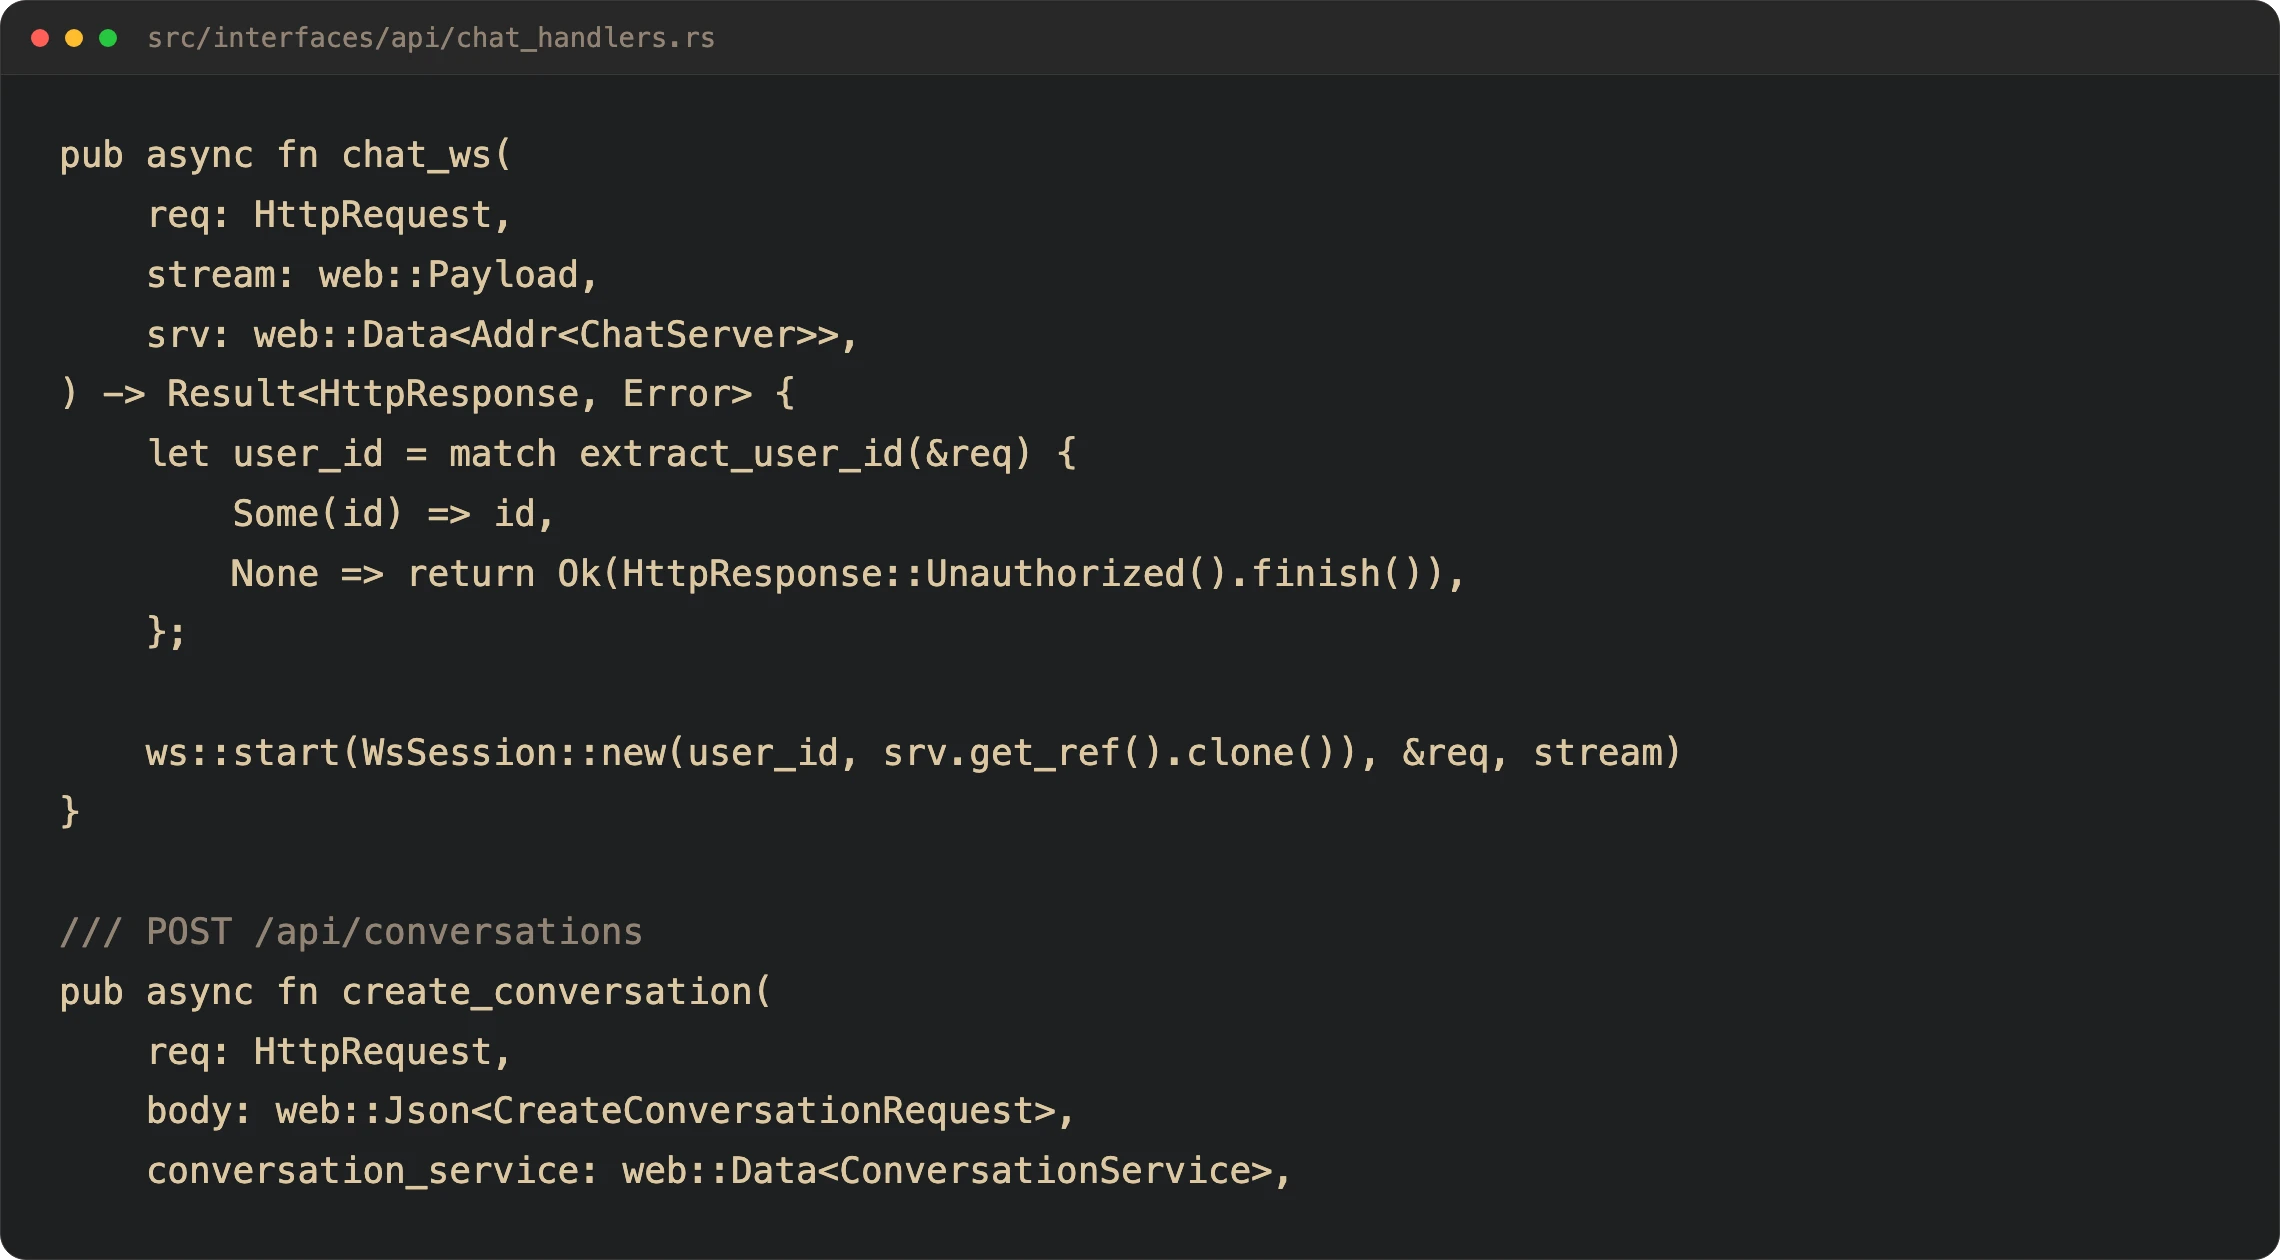 src/interfaces/api/chat_handlers.rs
pub async fn chat_ws(
    req: HttpRequest,
    stream: web::Payload,
    srv: web::Data<Addr<ChatServer>>,
) -> Result<HttpResponse, Error> {
    let user_id = match extract_user_id(&req) {
        Some(id) => id,
        None => return Ok(HttpResponse::Unauthorized().finish()),
    };

    ws::start(WsSession::new(user_id, srv.get_ref().clone()), &req, stream)
}

/// POST /api/conversations
pub async fn create_conversation(
    req: HttpRequest,
    body: web::Json<CreateConversationRequest>,
    conversation_service: web::Data<ConversationService>,